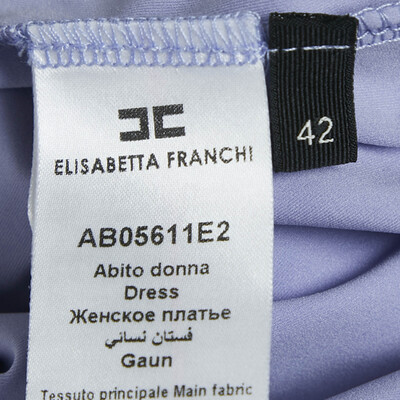 ELISABETTA FRANCHI
42
AB05611E2
Abito donna
Dress
Женское платье
فستان نسائي
Gaun
Tessuto principale Main fabric